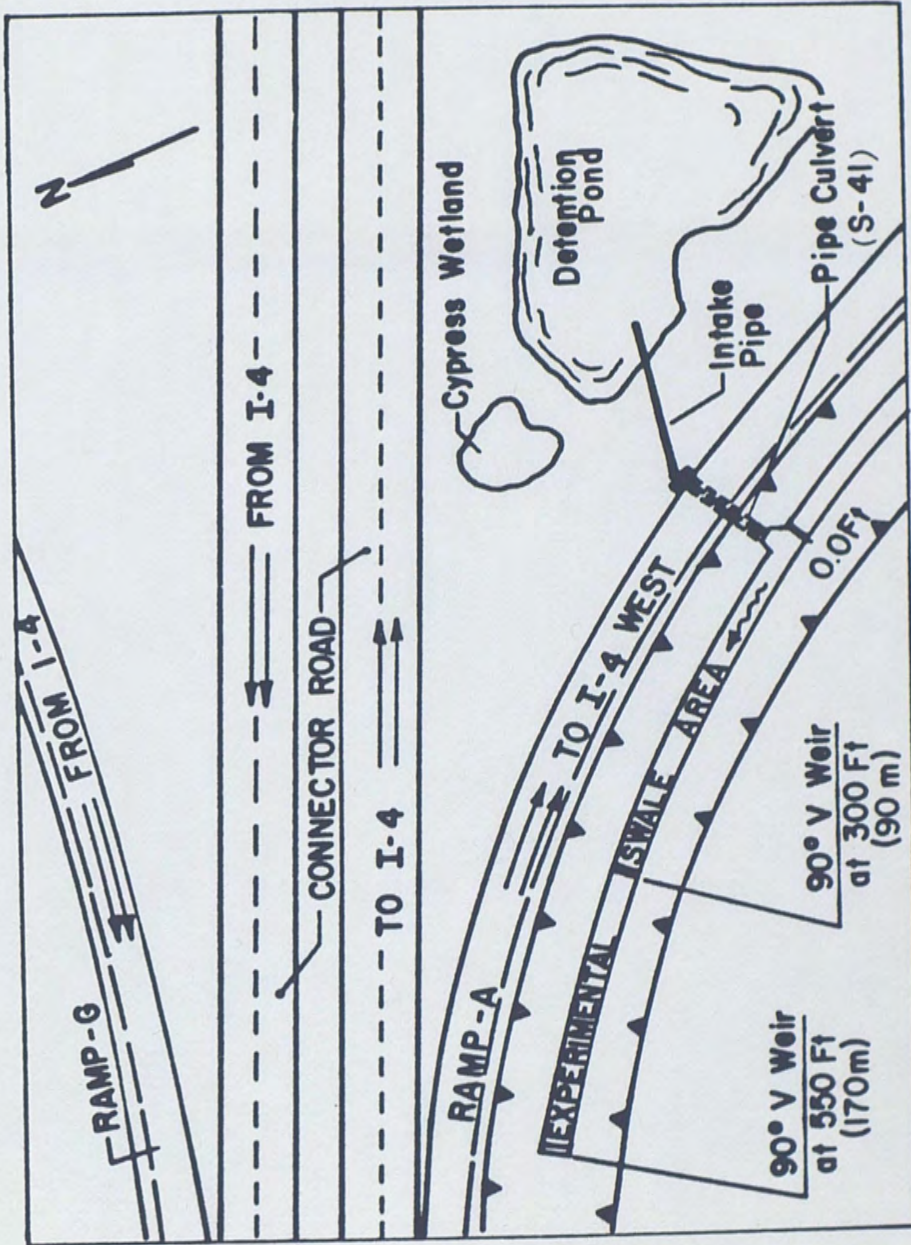 N
RAMP-G
FROM I-4
FROM I-4
CONNECTOR ROAD
TO I-4
Cypress Wetland
Detention
Pond
Intake
Pipe
Pipe Culvert
(S-41)
RAMP-A
TO I-4 WEST
EXPERIMENTAL SWALE AREA
0.0Ft
90° V Weir
at 550 Ft
(170m)
90° V Weir
at 300 Ft
(90 m)